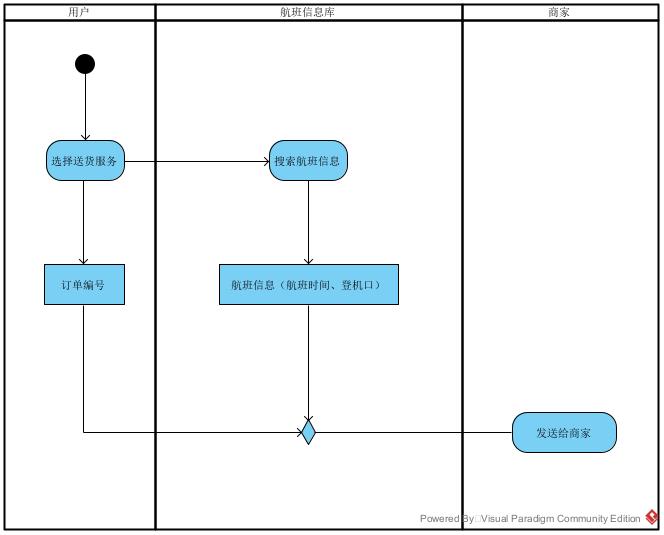 用户
航班信息库
商家
选择送货服务
搜索航班信息
订单编号
航班信息（航班时间、登机口）
发送给商家
Powered By Visual Paradigm Community Edition